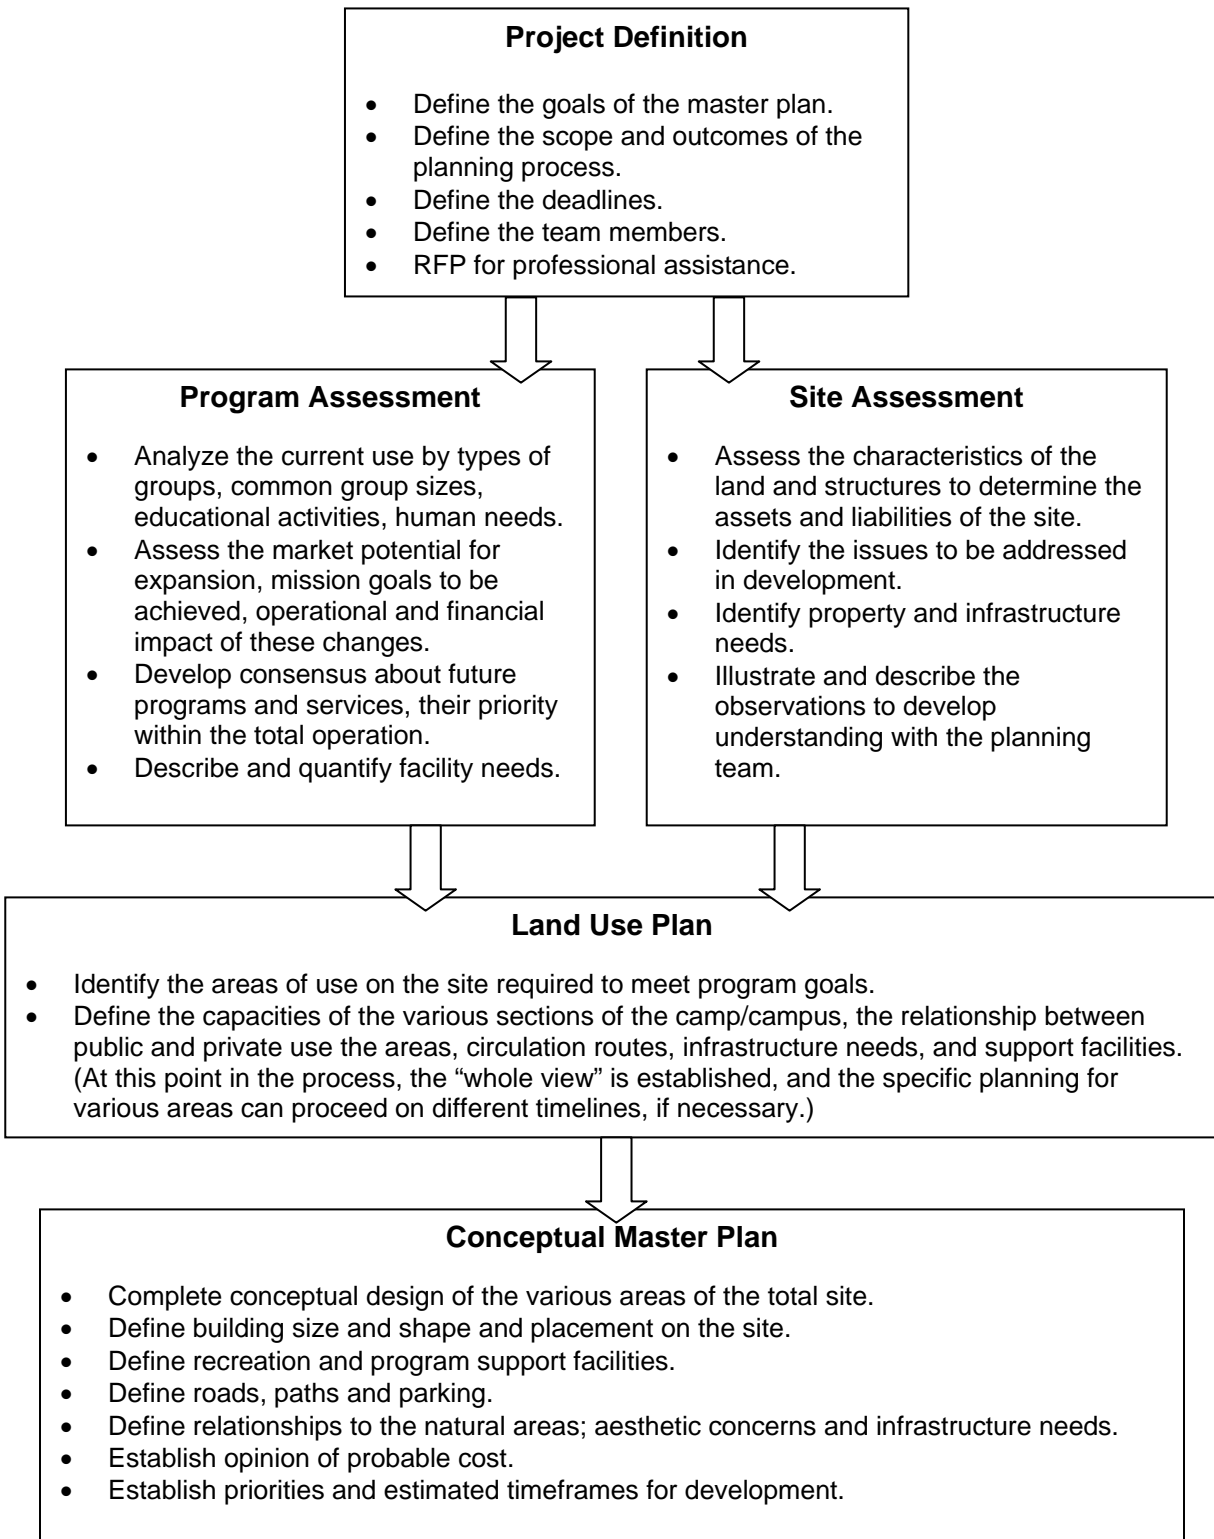 Project Definition
• Define the goals of the master plan.
• Define the scope and outcomes of the
planning process.
• Define the deadlines.
• Define the team members.
• RFP for professional assistance.
Program Assessment
• Analyze the current use by types of
groups, common group sizes,
educational activities, human needs.
• Assess the market potential for
expansion, mission goals to be
achieved, operational and financial
impact of these changes.
• Develop consensus about future
programs and services, their priority
within the total operation.
• Describe and quantify facility needs.
Site Assessment
• Assess the characteristics of the
land and structures to determine the
assets and liabilities of the site.
• Identify the issues to be addressed
in development.
• Identify property and infrastructure
needs.
• Illustrate and describe the
observations to develop
understanding with the planning
team.
Land Use Plan
• Identify the areas of use on the site required to meet program goals.
• Define the capacities of the various sections of the camp/campus, the relationship between
public and private use the areas, circulation routes, infrastructure needs, and support facilities.
(At this point in the process, the “whole view” is established, and the specific planning for
various areas can proceed on different timelines, if necessary.)
Conceptual Master Plan
• Complete conceptual design of the various areas of the total site.
• Define building size and shape and placement on the site.
• Define recreation and program support facilities.
• Define roads, paths and parking.
• Define relationships to the natural areas; aesthetic concerns and infrastructure needs.
• Establish opinion of probable cost.
• Establish priorities and estimated timeframes for development.